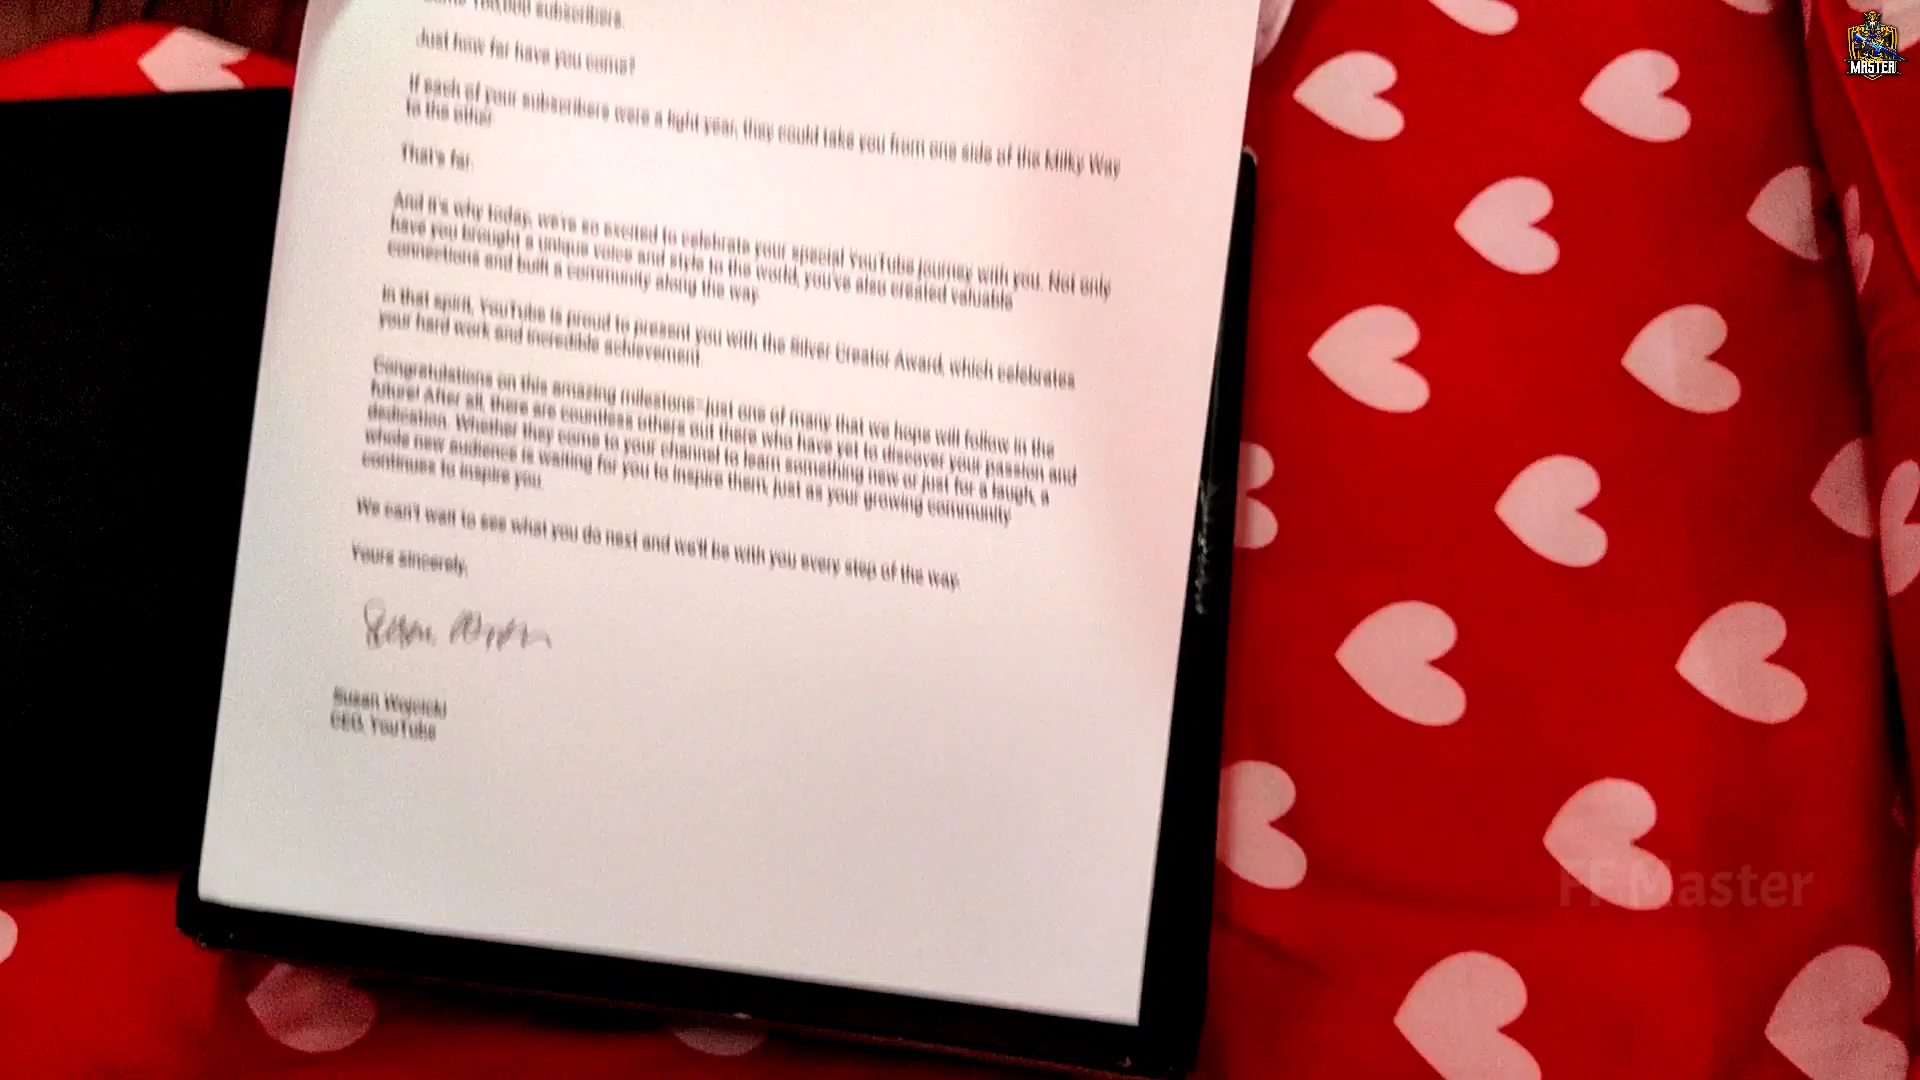 100,000 subscribers.
Just how far have you come?
If each of your subscribers were a light year, they could take you from one side of the Milky Way
to the other.
That's far.
And it's why today, we're so excited to celebrate your special YouTube journey with you. Not only
have you brought a unique voice and style to the world, you've also created valuable
connections and built a community along the way.
In that spirit, YouTube is proud to present you with the Silver Creator Award, which celebrates
your hard work and incredible achievement.
Congratulations on this amazing milestone—just one of many that we hope will follow in the
future! After all, there are countless others out there who have yet to discover your passion and
dedication. Whether they come to your channel to learn something new or just for a laugh, a
whole new audience is waiting for you to inspire them, just as your growing community
continues to inspire you.
We can't wait to see what you do next and we'll be with you every step of the way.
Yours sincerely,
Susan Wojcicki
CEO, YouTube
MASTER
FF Master